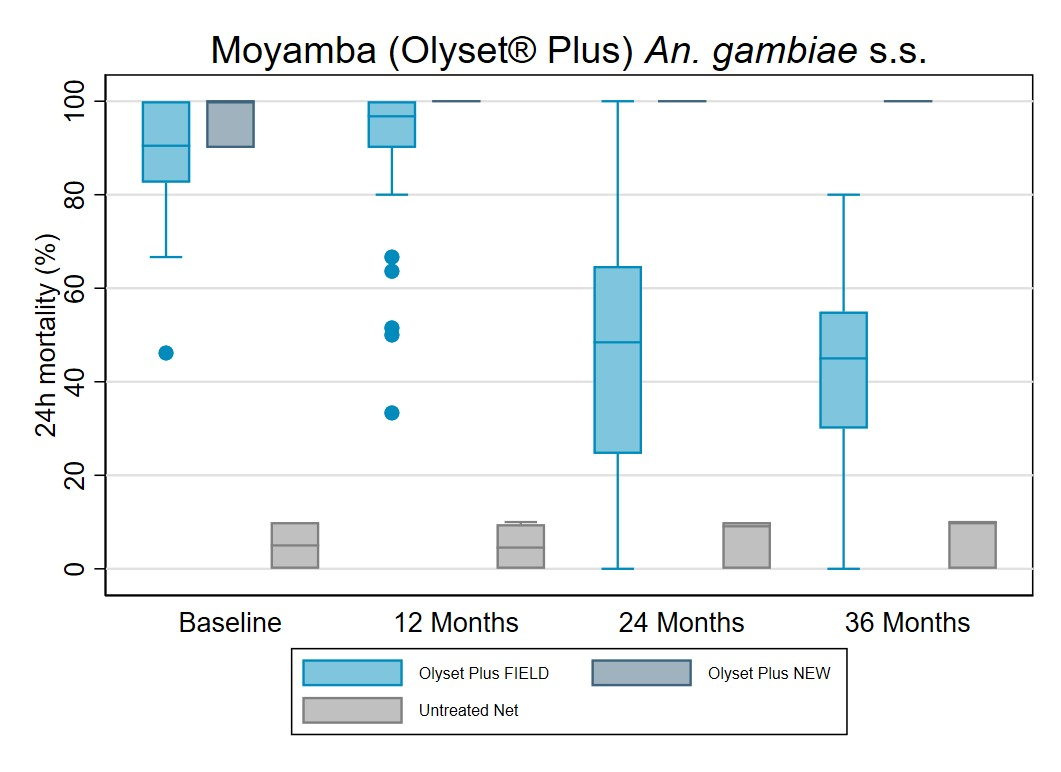 Moyamba (Olyset® Plus) An. gambiae s.s.
24h mortality (%)
100
80
60
40
20
0
Baseline 12 Months 24 Months 36 Months
Olyset Plus FIELD Olyset Plus NEW
Untreated Net